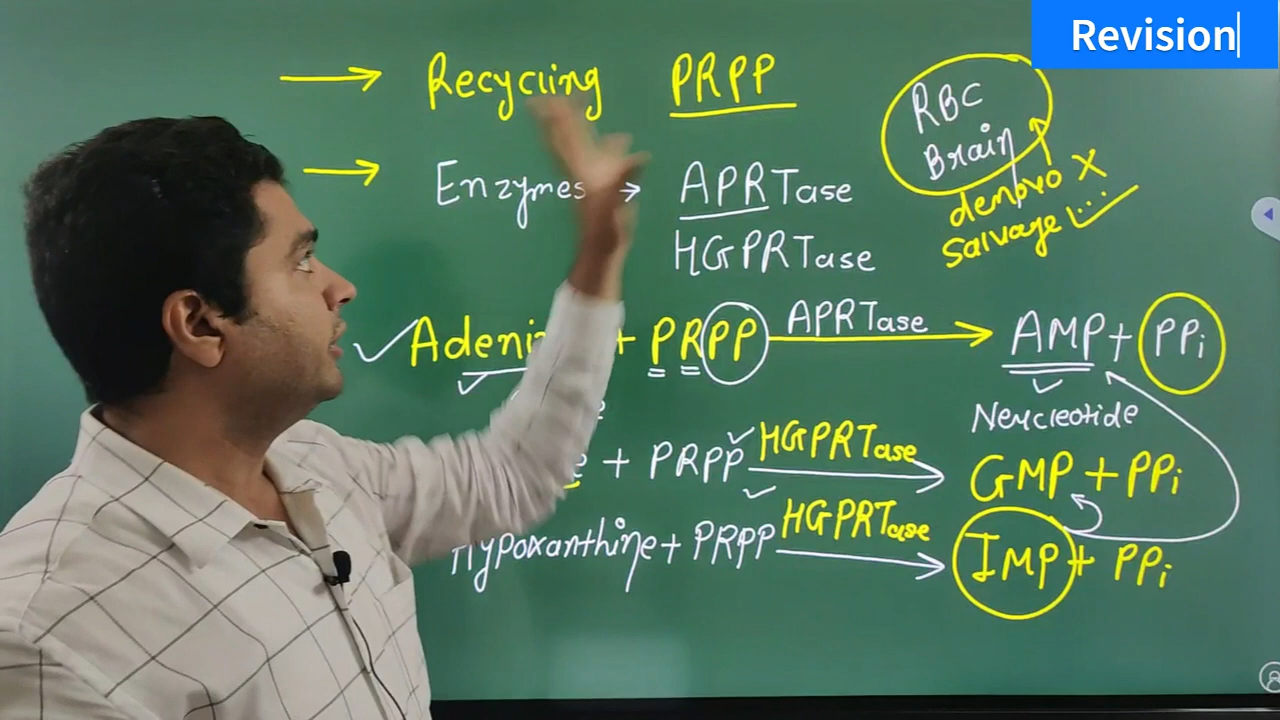 Revision
→ Recycling PRPP
RBC
Brain
denovo X
Salvage ✓
→ Enzymes → APRTase
HGPRTase
+ PRPP APRTase AMP + PPi
Neucleotide
+ PRPP HGPRTase GMP + PPi
Hypoxanthine + PRPP HGPRTase IMP + PPi